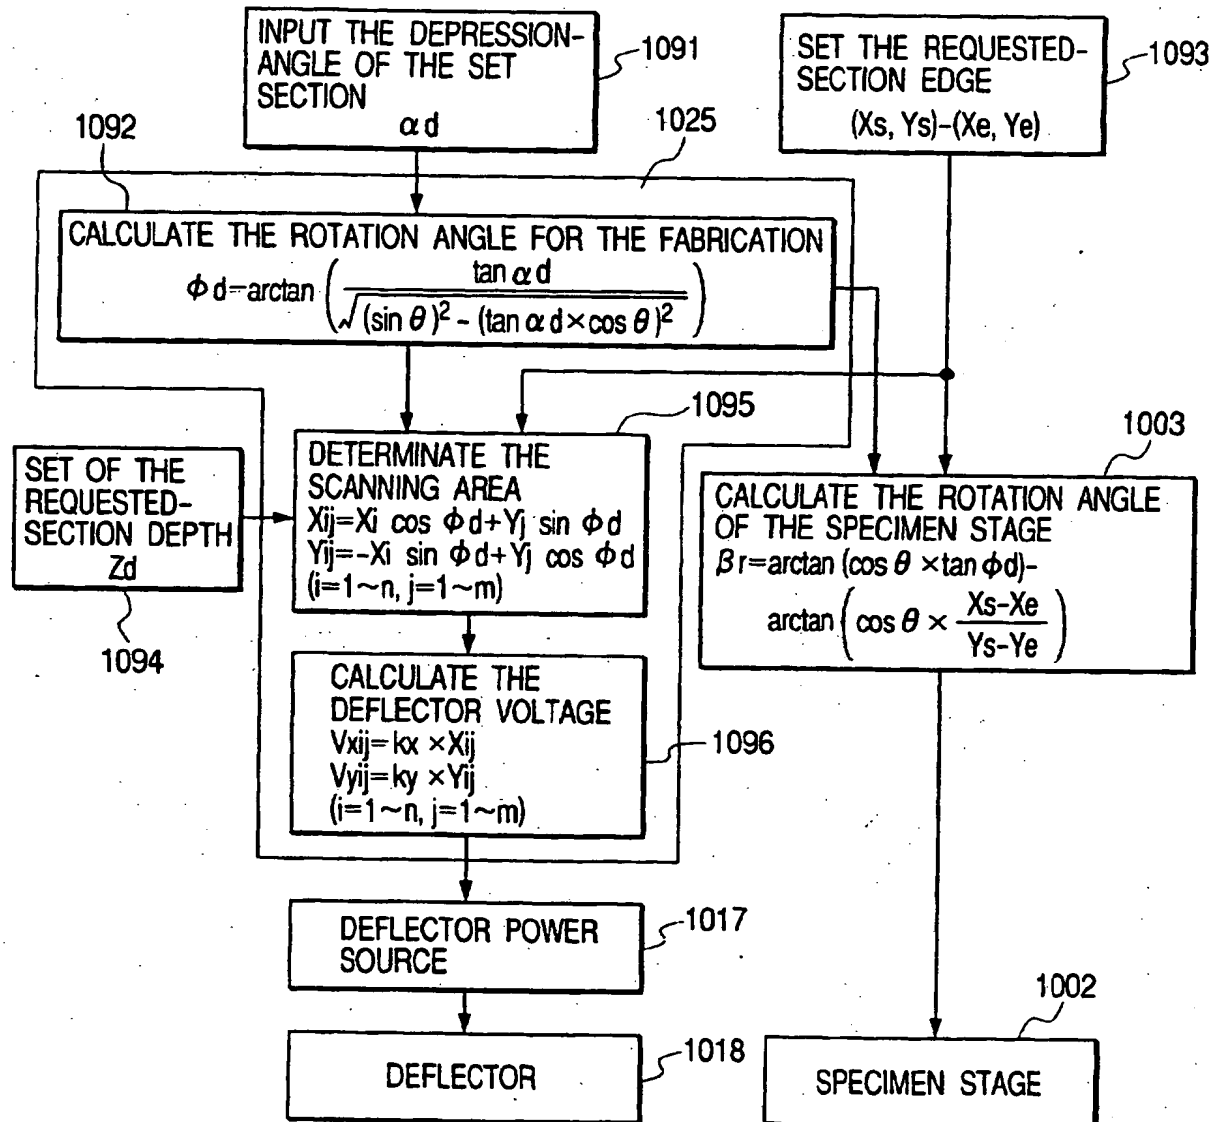 INPUT THE DEPRESSION-
ANGLE OF THE SET
SECTION
αd
1091
SET THE REQUESTED-
SECTION EDGE
(Xs, Ys)-(Xe, Ye)
1093
1092
1025
CALCULATE THE ROTATION ANGLE FOR THE FABRICATION
ϕd=arctan(tan αd/√(sin θ)²-(tan αd×cos θ)²)
1095
DETERMINATE THE
SCANNING AREA
Xij=Xi cos ϕd+Yj sin ϕd
Yij=-Xi sin ϕd+Yj cos ϕd
(i=1~n, j=1~m)
SET OF THE
REQUESTED-
SECTION DEPTH
Zd
1094
1003
CALCULATE THE ROTATION ANGLE
OF THE SPECIMEN STAGE
βr=arctan (cos θ×tan ϕd)-
arctan(cos θ× Xs-Xe/Ys-Ye)
CALCULATE THE
DEFLECTOR VOLTAGE
Vxij=kx×Xij
Vyij=ky×Yij
(i=1~n, j=1~m)
1096
DEFLECTOR POWER
SOURCE
1017
DEFLECTOR
1018
1002
SPECIMEN STAGE